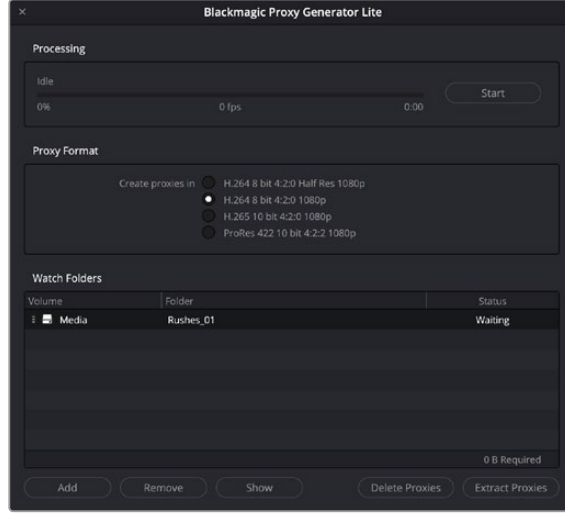 Blackmagic Proxy Generator Lite
Processing
Idle
Start
0% 0 fps 0:00
Proxy Format
Create proxies in H.264 8 bit 4:2:0 Half Res 1080p
H.264 8 bit 4:2:0 1080p
H.265 10 bit 4:2:0 1080p
ProRes 422 10 bit 4:2:2 1080p
Watch Folders
Volume Folder Status
Media Rushes_01 Waiting
0 B Required
Add Remove Show Delete Proxies Extract Proxies